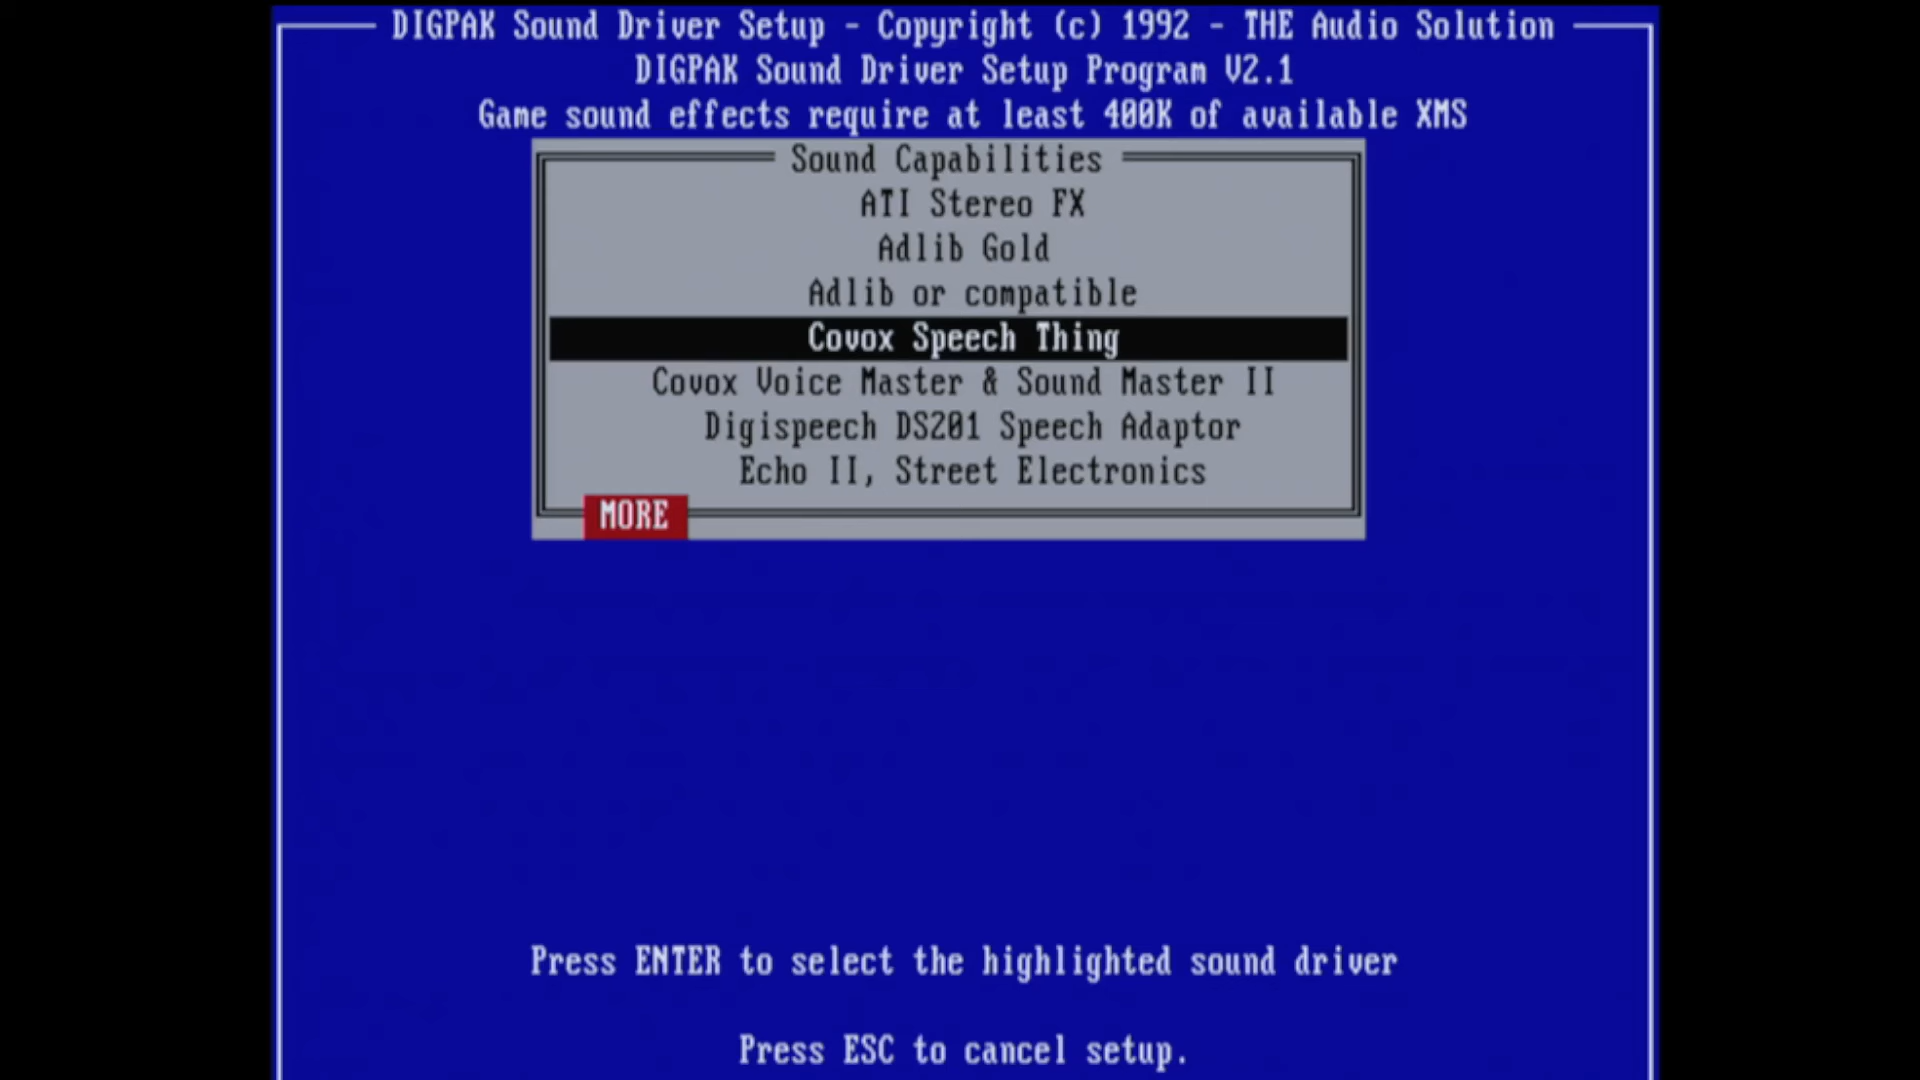 DIGPAK Sound Driver Setup - Copyright (c) 1992 - THE Audio Solution
DIGPAK Sound Driver Setup Program V2.1
Game sound effects require at least 400K of available XMS
Sound Capabilities
ATI Stereo FX
Adlib Gold
Adlib or compatible
Covox Speech Thing
Covox Voice Master & Sound Master II
Digispeech DS201 Speech Adaptor
Echo II, Street Electronics
MORE
Press ENTER to select the highlighted sound driver
Press ESC to cancel setup.